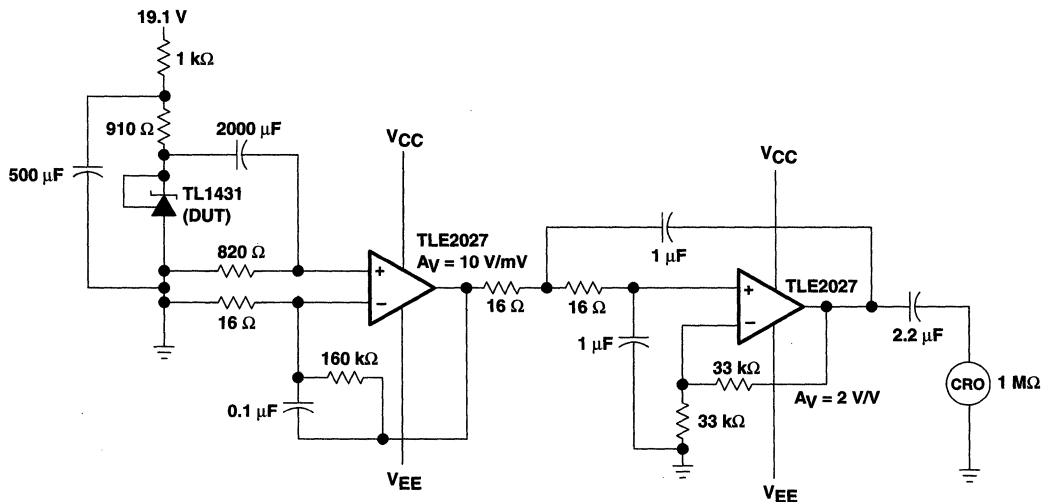 19.1 V
1 kΩ
910 Ω
2000 μF
500 μF
TL1431
(DUT)
820 Ω
16 Ω
160 kΩ
0.1 μF
VCC
TLE2027
AV = 10 V/mV
VEE
16 Ω
16 Ω
1 μF
1 μF
VCC
TLE2027
33 kΩ
33 kΩ
AV = 2 V/V
VEE
2.2 μF
CRO
1 MΩ